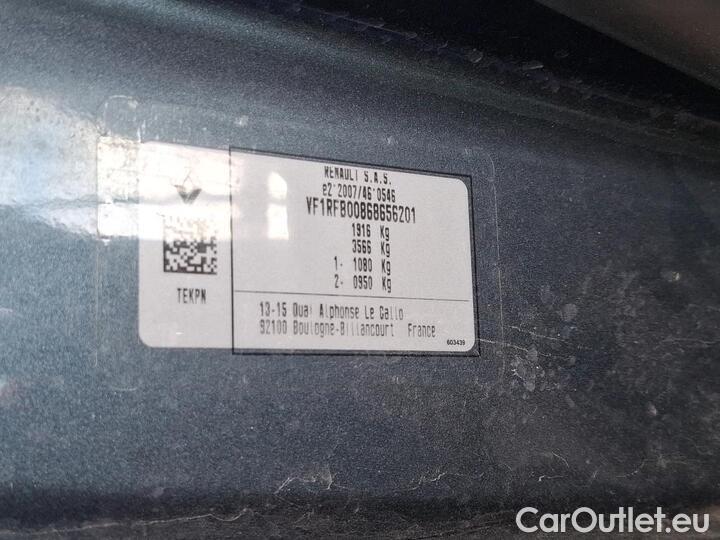 RENAULT S.A.S.
e2*2007/46*0546
VF1RFB00868656201
1916 Kg
3566 Kg
1- 1080 Kg
2- 0950 Kg
TEKPN
13-15 Quai Alphonse Le Gallo
92100 Boulogne-Billancourt France
603439
CarOutlet.eu